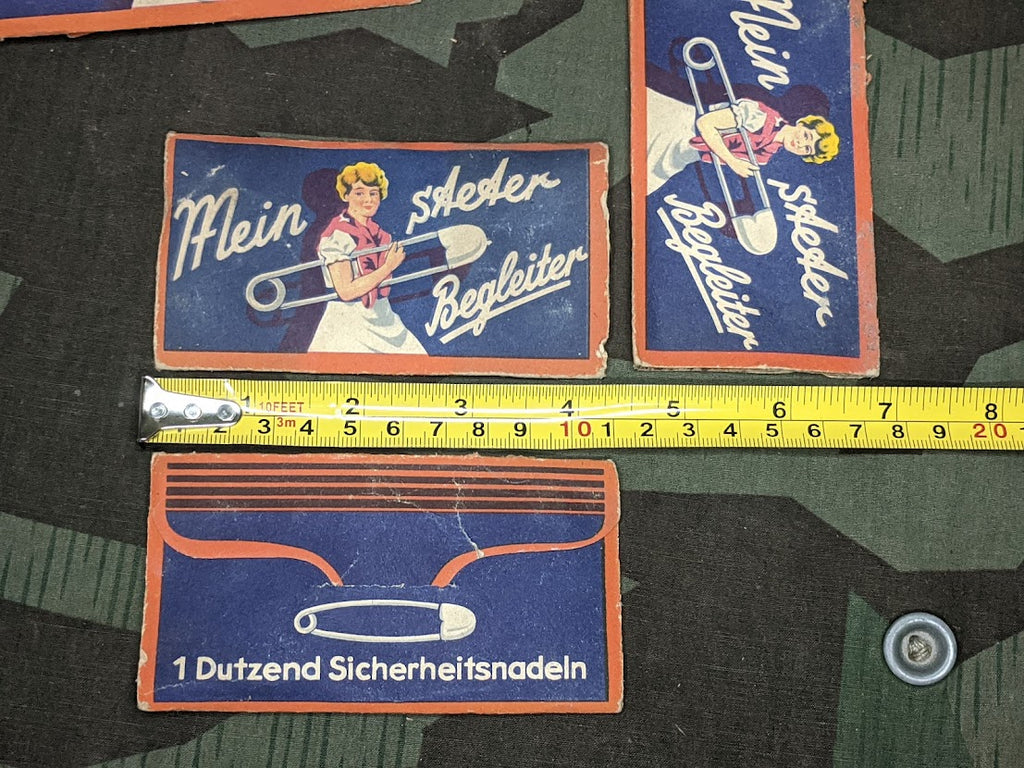 Mein steter
Begleiter
Mein steter
Begleiter
1 2 3 4 5 6 7 8
10FEET
3m
2 3 4 5 6 7 8 9 10 1 2 3 4 5 6 7 8 9 20
1 Dutzend Sicherheitsnadeln